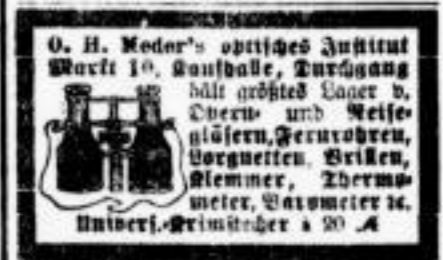 O. H. Meder's optisches Institut
Markt 10, Kaufhalle, Durchgang
hält größtes Lager v.
Opern- und Reise-
gläsern, Fernrohren,
Lorgnetten, Brillen,
Klemmer, Thermo-
meter, Barometer ꝛc.
Univers.-Krimstecher à 20 ℳ